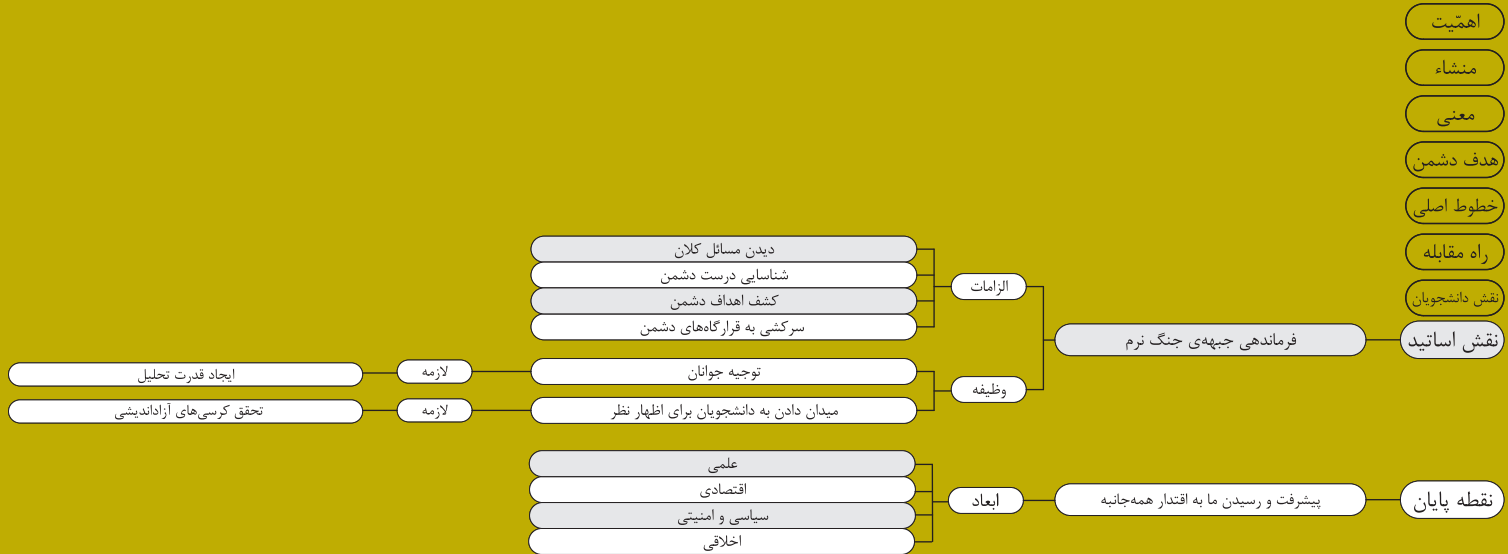 اهمّیت
منشاء
معنی
هدف دشمن
خطوط اصلی
راه مقابله
نقش دانشجویان
نقش اساتید
فرماندهی جبهه‌ی جنگ نرم
الزامات
دیدن مسائل کلان
شناسایی درست دشمن
کشف اهداف دشمن
سرکشی به قرارگاه‌های دشمن
وظیفه
توجیه جوانان
لازمه
ایجاد قدرت تحلیل
میدان دادن به دانشجویان برای اظهار نظر
لازمه
تحقق کرسی‌های آزاداندیشی
نقطه پایان
پیشرفت و رسیدن ما به اقتدار همه‌جانبه
ابعاد
علمی
اقتصادی
سیاسی و امنیتی
اخلاقی